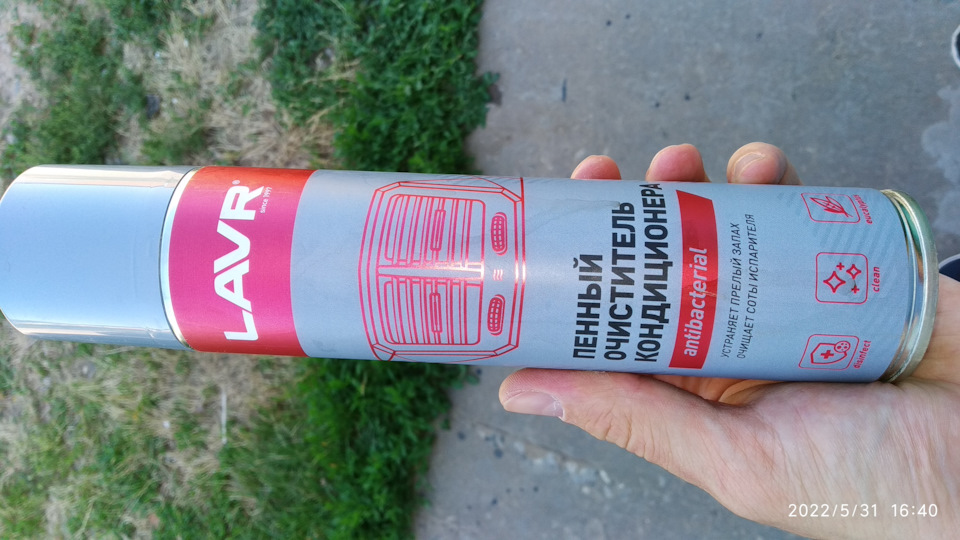 LAVR®
since 1991
ПЕННЫЙ
ОЧИСТИТЕЛЬ
КОНДИЦИОНЕРА
antibacterial
УСТРАНЯЕТ ПРЕЛЫЙ ЗАПАХ
ОЧИЩАЕТ СОТЫ ИСПАРИТЕЛЯ
disinfect
clean
eucalyptus
2022/5/31 16:40